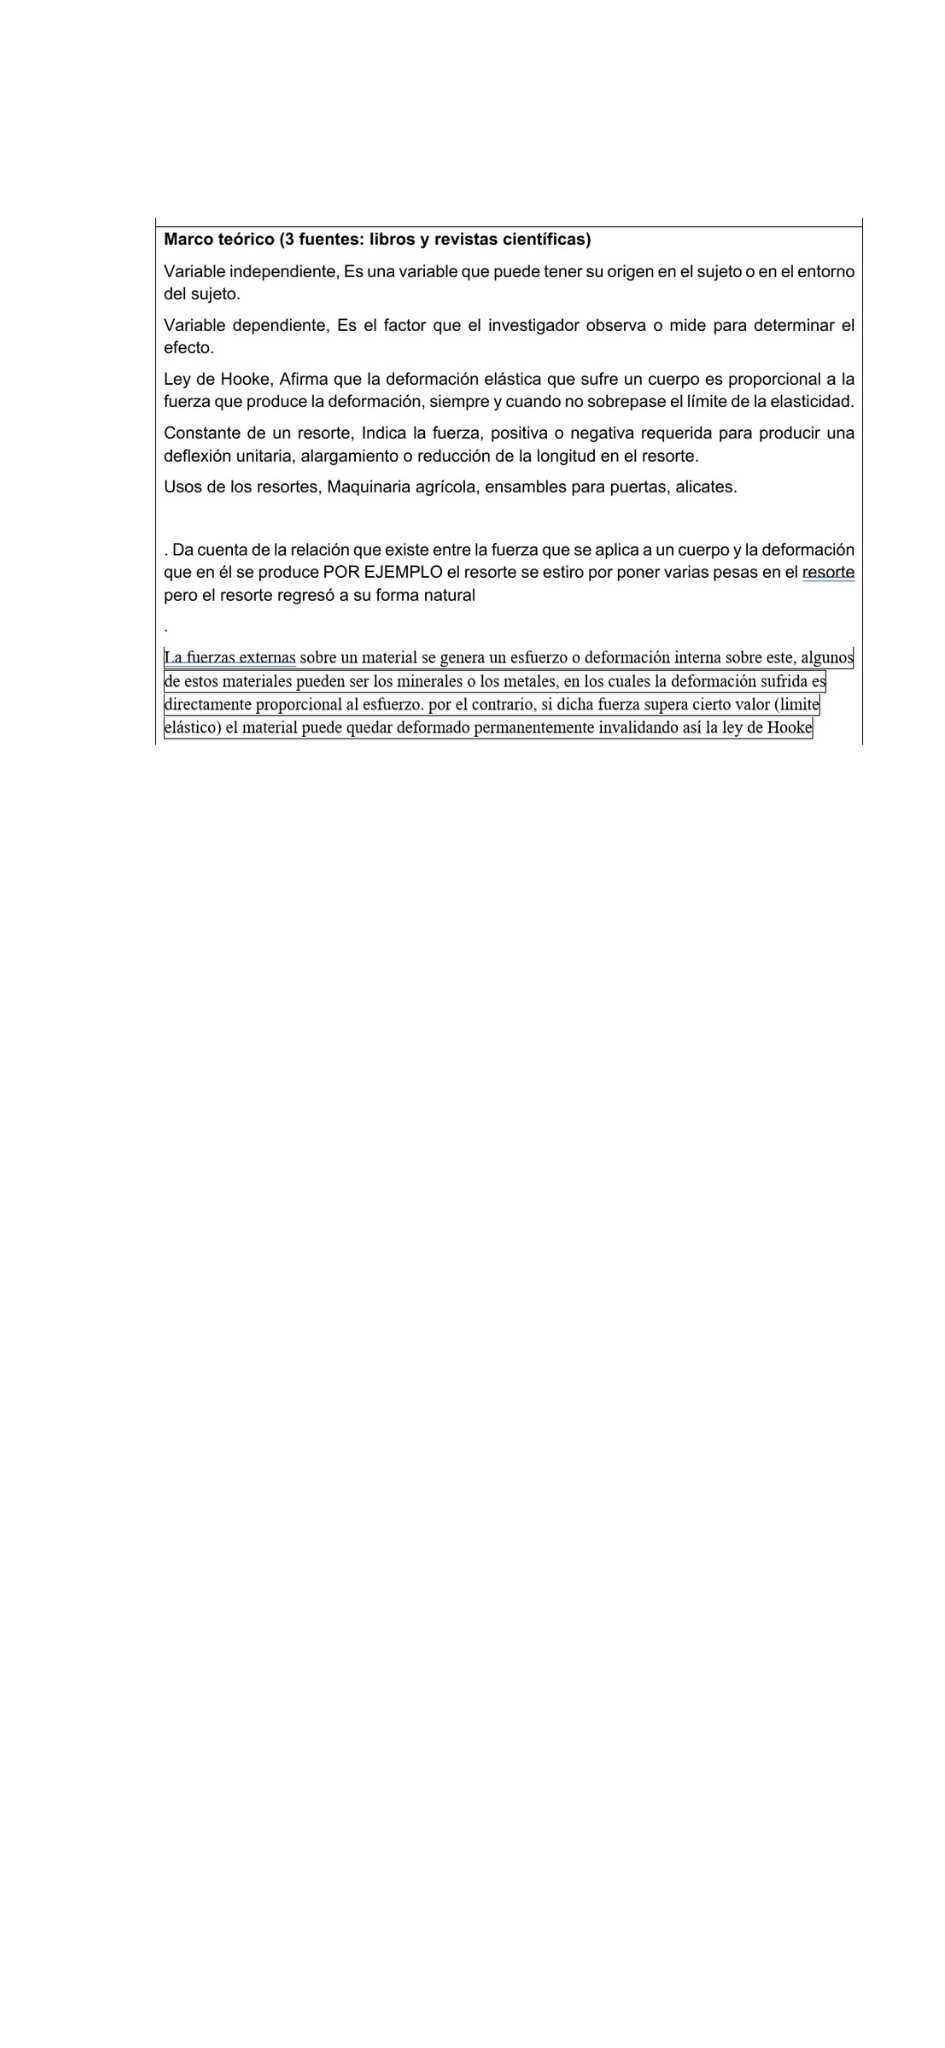 Marco teórico (3 fuentes: libros y revistas científicas)
Variable independiente, Es una variable que puede tener su origen en el sujeto o en el entorno
del sujeto.
Variable dependiente, Es el factor que el investigador observa o mide para determinar el
efecto.
Ley de Hooke, Afirma que la deformación elástica que sufre un cuerpo es proporcional a la
fuerza que produce la deformación, siempre y cuando no sobrepase el límite de la elasticidad.
Constante de un resorte, Indica la fuerza, positiva o negativa requerida para producir una
deflexión unitaria, alargamiento o reducción de la longitud en el resorte.
Usos de los resortes, Maquinaria agrícola, ensambles para puertas, alicates.
. Da cuenta de la relación que existe entre la fuerza que se aplica a un cuerpo y la deformación
que en él se produce POR EJEMPLO el resorte se estiro por poner varias pesas en el resorte
pero el resorte regresó a su forma natural
.
La fuerzas externas sobre un material se genera un esfuerzo o deformación interna sobre este, algunos
de estos materiales pueden ser los minerales o los metales, en los cuales la deformación sufrida es
directamente proporcional al esfuerzo. por el contrario, si dicha fuerza supera cierto valor (limite
elástico) el material puede quedar deformado permanentemente invalidando así la ley de Hooke